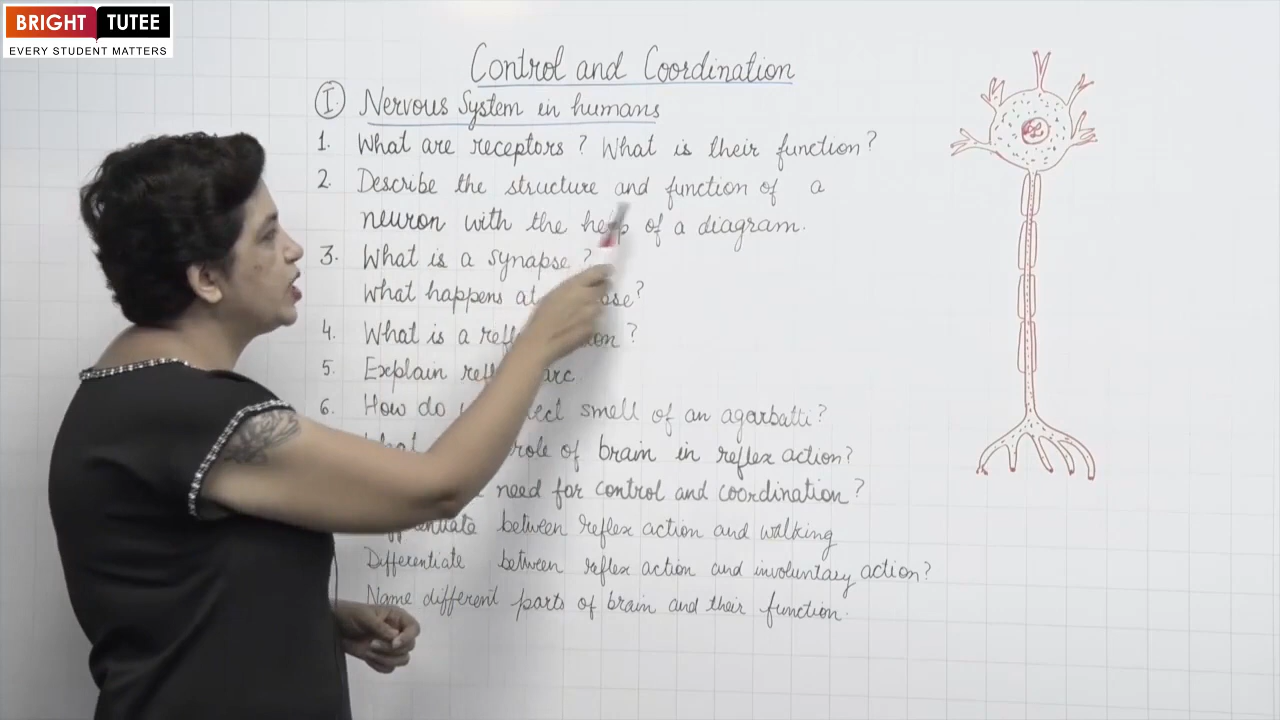 BRIGHT TUTEE
EVERY STUDENT MATTERS
Control and Coordination
I Nervous System in humans
1. What are receptors? What is their function?
2. Describe the structure and function of a
neuron with the of a diagram.
3. What is a synapse?
What happens at ?
4. What is a ?
5. Explain arc.
6. How do smell of an agarbatti?
role of brain in reflex action?
need for control and coordination?
between reflex action and walking
Differentiate between reflex action and involuntary action?
Name different parts of brain and their function.